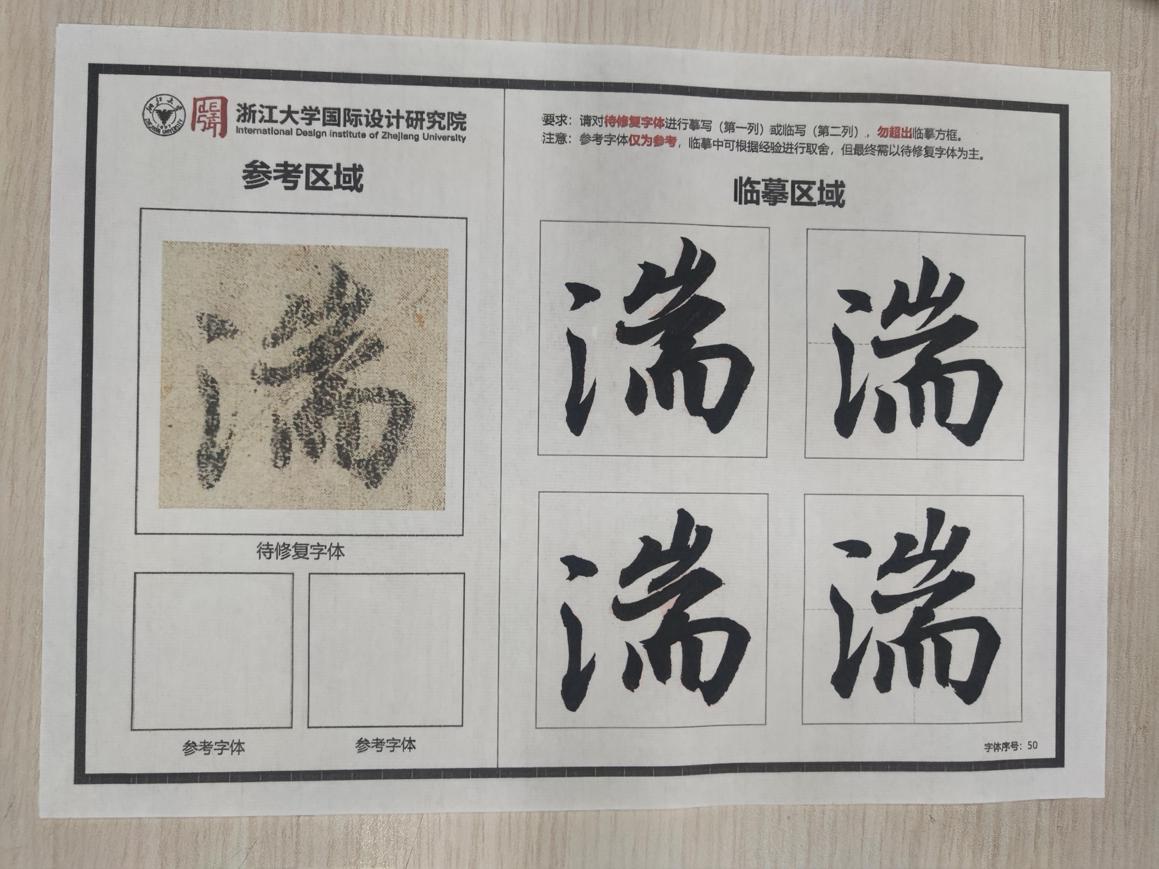 浙江大学国际设计研究院
International Design Institute of Zhejiang University
参考区域
湍
待修复字体
参考字体
参考字体
要求：请对待修复字体进行摹写（第一列）或临写（第二列），勿超出临摹方框。
注意：参考字体仅为参考，临摹中可根据经验进行取舍，但最终需以待修复字体为主。
临摹区域
湍 湍
湍 湍
字体序号：50